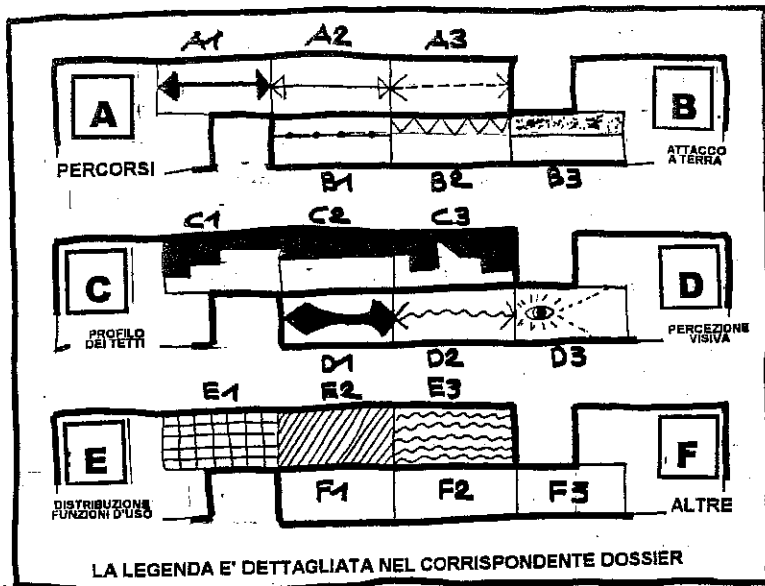 A1 A2 A3
A
B
PERCORSI
ATTACCO
A TERRA
B1 B2 B3
C1 C2 C3
C
D
PROFILO
DEI TETTI
PERCEZIONE
VISIVA
D1 D2 D3
E1 E2 E3
E
F
DISTRIBUZIONE
FUNZIONI D'USO
F1 F2 F3
ALTRE
LA LEGENDA E' DETTAGLIATA NEL CORRISPONDENTE DOSSIER